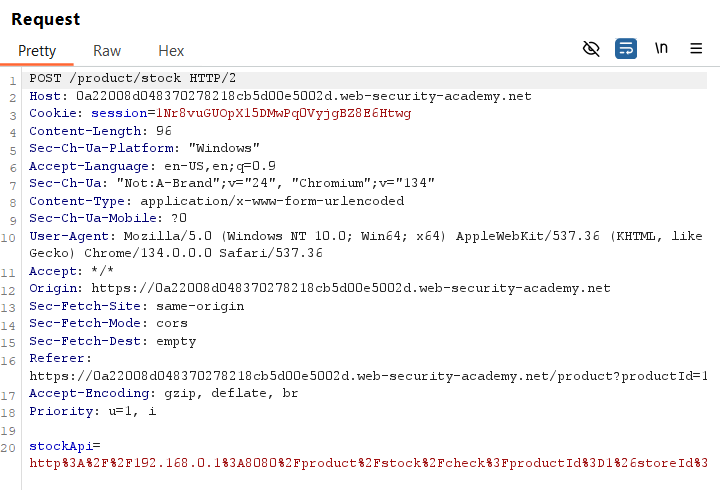 Request
Pretty Raw Hex \n
1 POST /product/stock HTTP/2
2 Host: 0a22008d048370278218cb5d00e5002d.web-security-academy.net
3 Cookie: session=1Nr8vuGUOpX15DMwPq0VyjgBZ8E6Htwg
4 Content-Length: 96
5 Sec-Ch-Ua-Platform: "Windows"
6 Accept-Language: en-US,en;q=0.9
7 Sec-Ch-Ua: "Not:A-Brand";v="24", "Chromium";v="134"
8 Content-Type: application/x-www-form-urlencoded
9 Sec-Ch-Ua-Mobile: ?0
10 User-Agent: Mozilla/5.0 (Windows NT 10.0; Win64; x64) AppleWebKit/537.36 (KHTML, like
Gecko) Chrome/134.0.0.0 Safari/537.36
11 Accept: */*
12 Origin: https://0a22008d048370278218cb5d00e5002d.web-security-academy.net
13 Sec-Fetch-Site: same-origin
14 Sec-Fetch-Mode: cors
15 Sec-Fetch-Dest: empty
16 Referer:
https://0a22008d048370278218cb5d00e5002d.web-security-academy.net/product?productId=1
17 Accept-Encoding: gzip, deflate, br
18 Priority: u=1, i
19
20 stockApi=
http%3A%2F%2F192.168.0.1%3A8080%2Fproduct%2Fstock%2Fcheck%3FproductId%3D1%26storeId%3